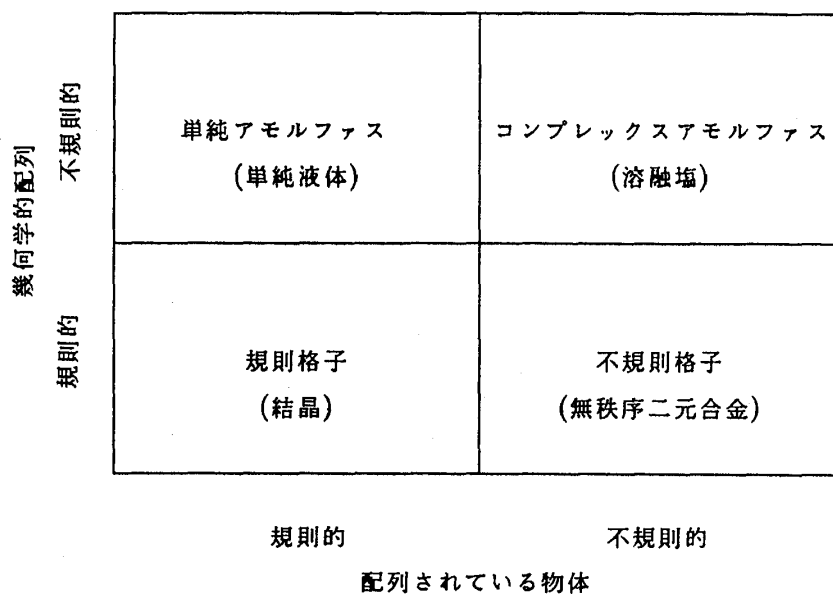 幾何学的配列
不規則的
規則的
単純アモルファス
(単純液体)
コンプレックスアモルファス
(溶融塩)
規則格子
(結晶)
不規則格子
(無秩序二元合金)
規則的
不規則的
配列されている物体